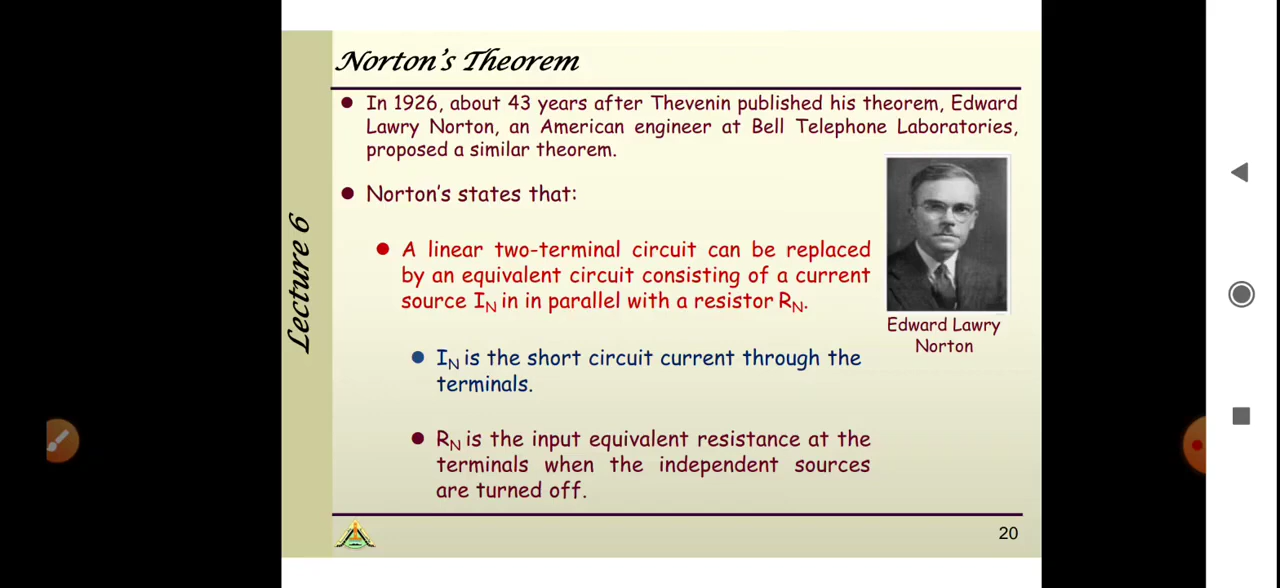 Norton's Theorem
In 1926, about 43 years after Thevenin published his theorem, Edward
Lawry Norton, an American engineer at Bell Telephone Laboratories,
proposed a similar theorem.
Norton's states that:
A linear two-terminal circuit can be replaced
by an equivalent circuit consisting of a current
source IN in in parallel with a resistor RN.
Edward Lawry
Norton
IN is the short circuit current through the
terminals.
RN is the input equivalent resistance at the
terminals when the independent sources
are turned off.
Lecture 6
20